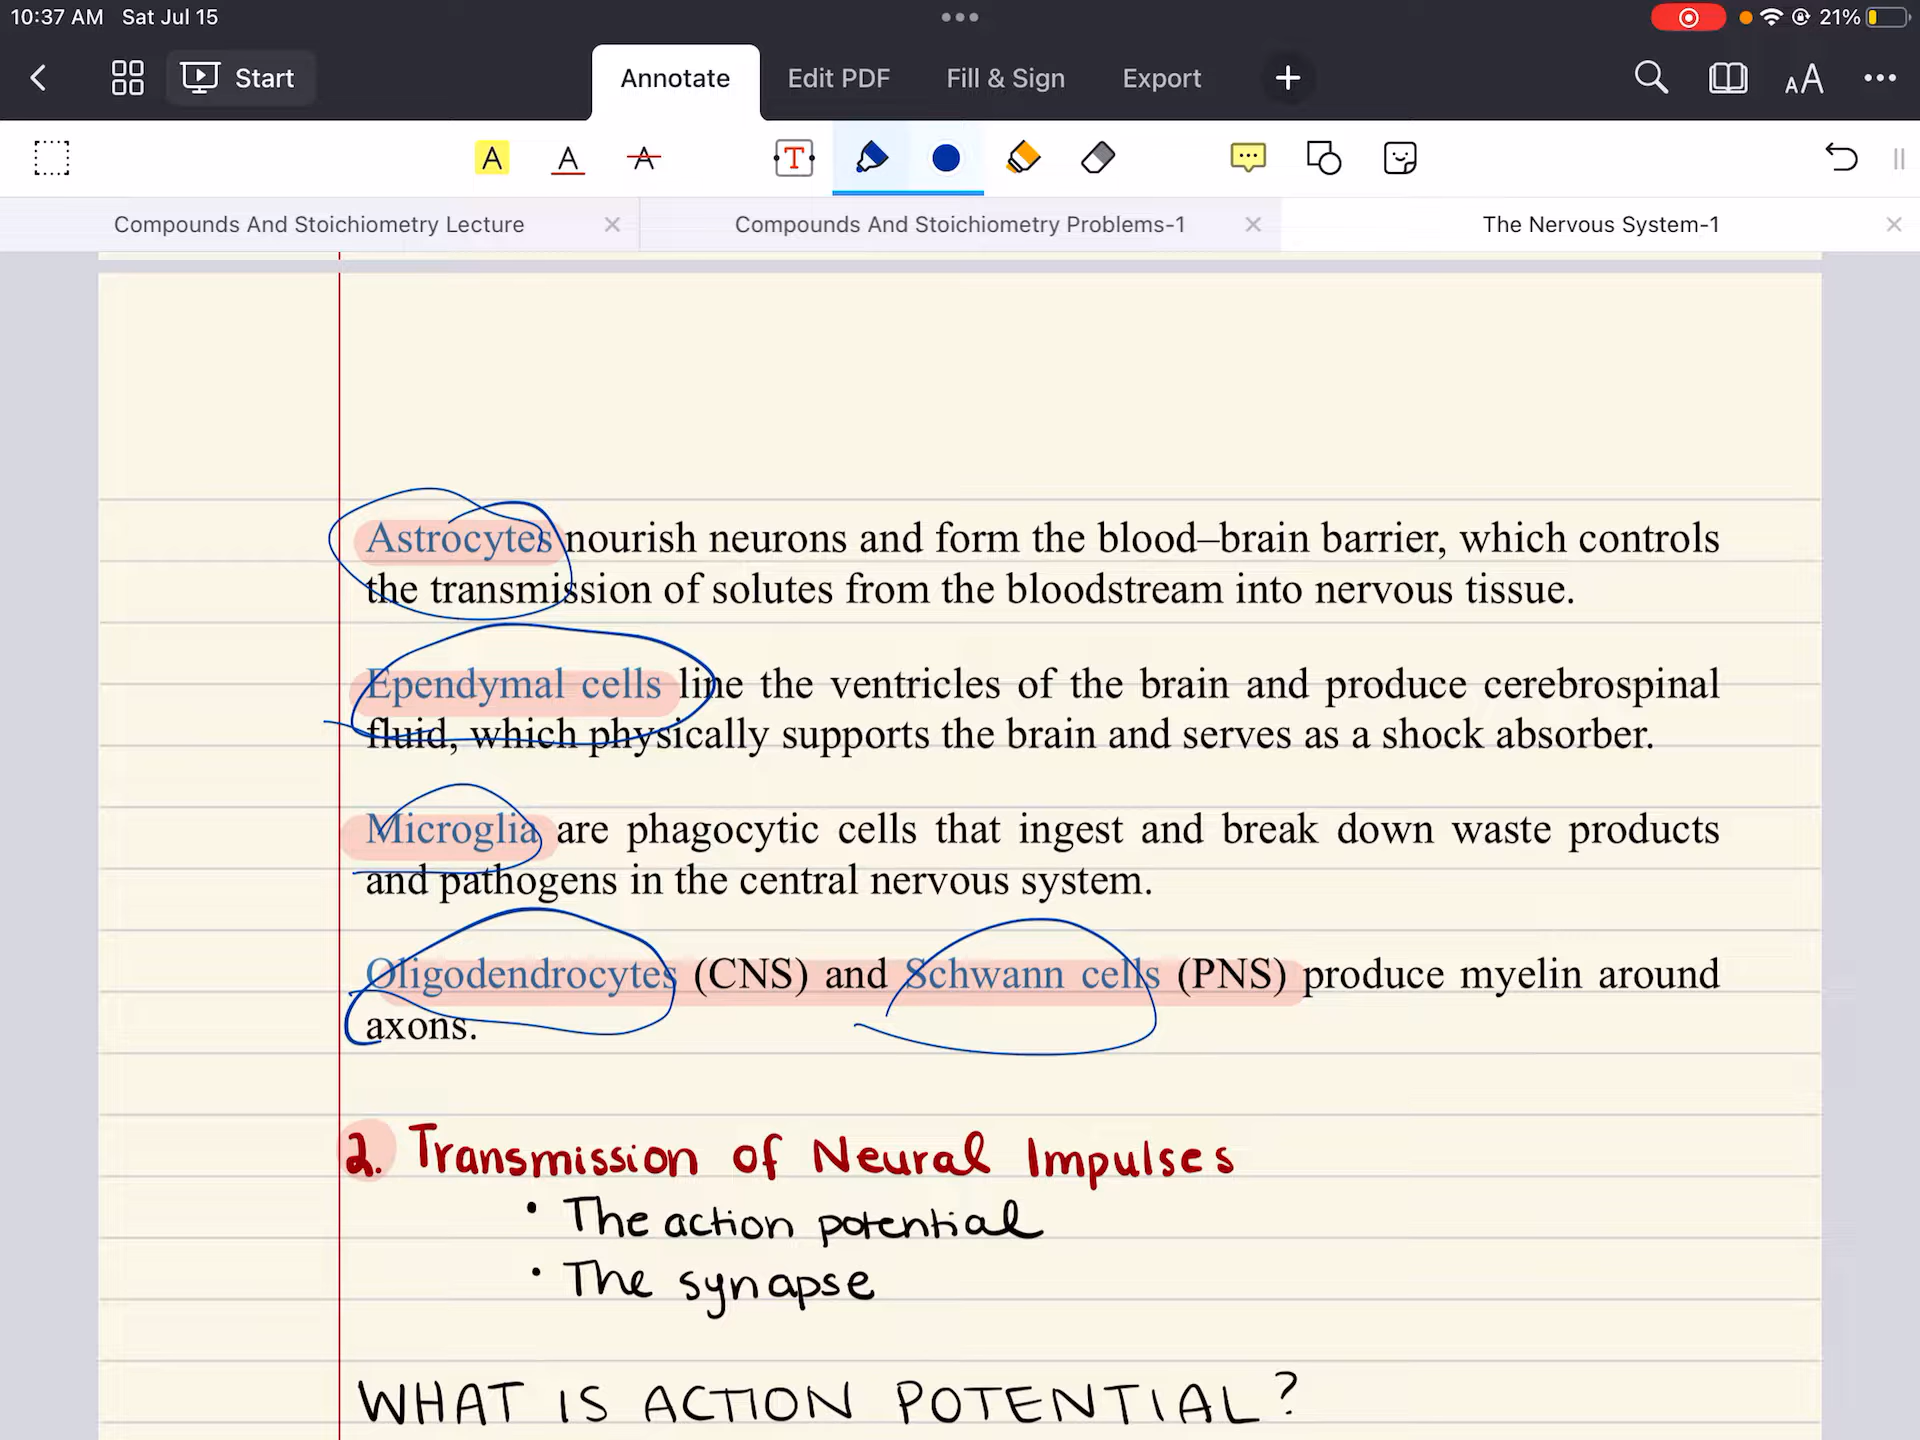 10:37 AM Sat Jul 15
21%
Start
Annotate
Edit PDF
Fill & Sign
Export
AA
A
A
A
T
Compounds And Stoichiometry Lecture
Compounds And Stoichiometry Problems-1
The Nervous System-1
Astrocytes nourish neurons and form the blood–brain barrier, which controls
the transmission of solutes from the bloodstream into nervous tissue.
Ependymal cells line the ventricles of the brain and produce cerebrospinal
fluid, which physically supports the brain and serves as a shock absorber.
Microglia are phagocytic cells that ingest and break down waste products
and pathogens in the central nervous system.
Oligodendrocytes (CNS) and Schwann cells (PNS) produce myelin around
axons.
2. Transmission of Neural Impulses
• The action potential
• The synapse
WHAT IS ACTION POTENTIAL?